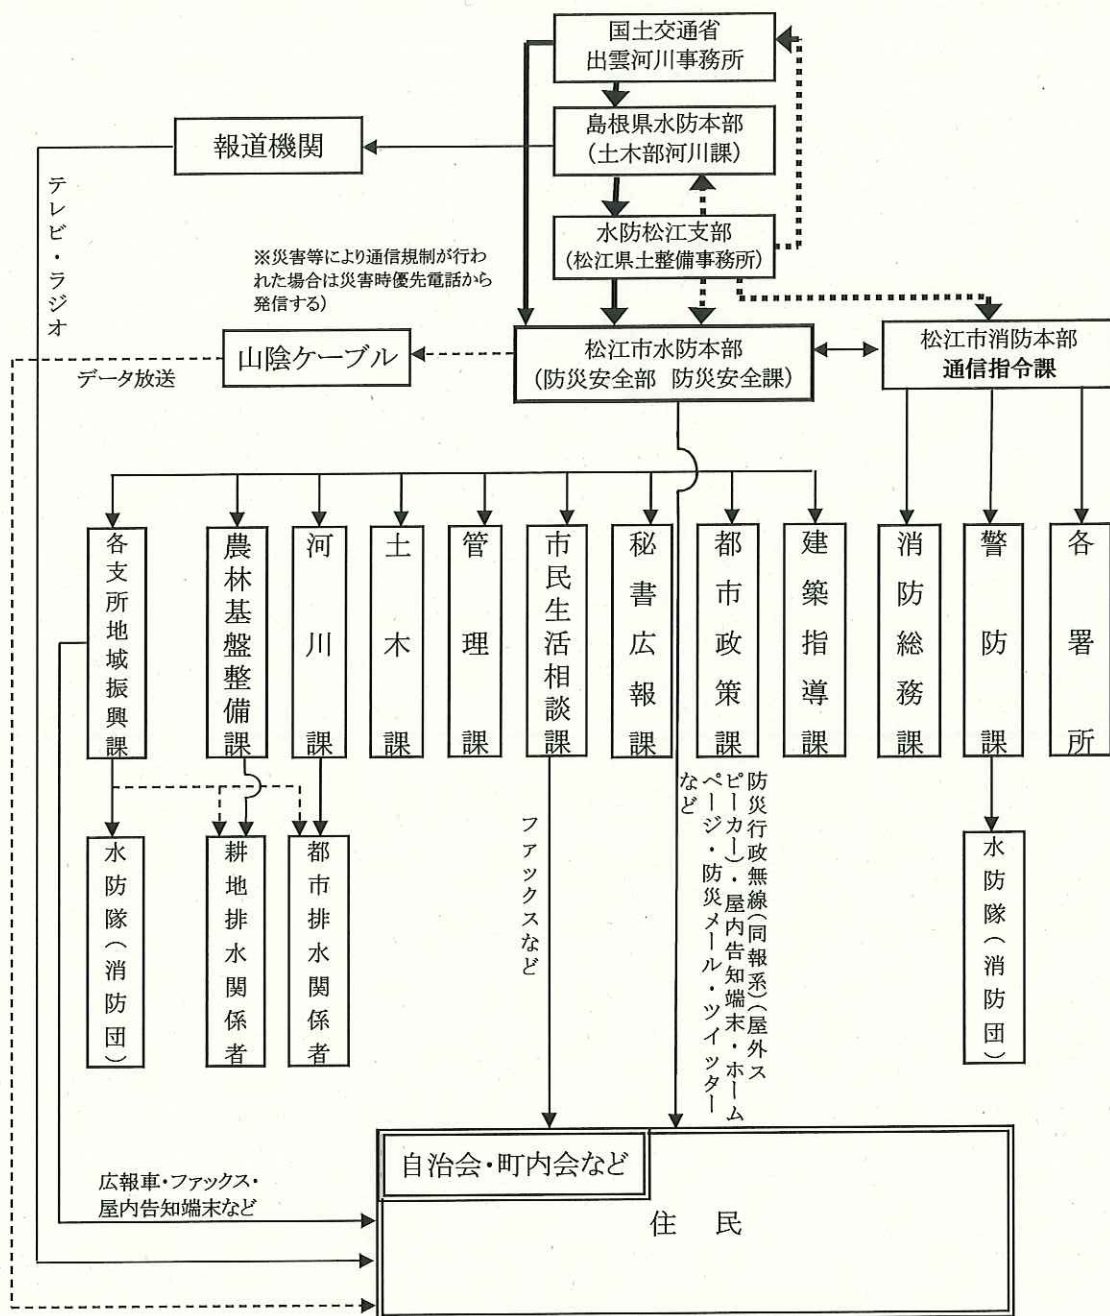 国土交通省
出雲河川事務所
島根県水防本部
（土木部河川課）
報道機関
テレビ・ラジオ
水防松江支部
（松江県土整備事務所）
※災害等により通信規制が行わ
れた場合は災害時優先電話から
発信する）
山陰ケーブル
データ放送
松江市水防本部
（防災安全部 防災安全課）
松江市消防本部
通信指令課
各支所地域振興課
農林基盤整備課
河川課
土木課
管理課
市民生活相談課
秘書広報課
都市政策課
建築指導課
消防総務課
警防課
各署所
水防隊（消防団）
耕地排水関係者
都市排水関係者
ファックスなど
防災行政無線（同報系）（屋外ス
ピーカー）・屋内告知端末・ホーム
ページ・防災メール・ツイッター
など
水防隊（消防団）
自治会・町内会など
広報車・ファックス・
屋内告知端末など
住民